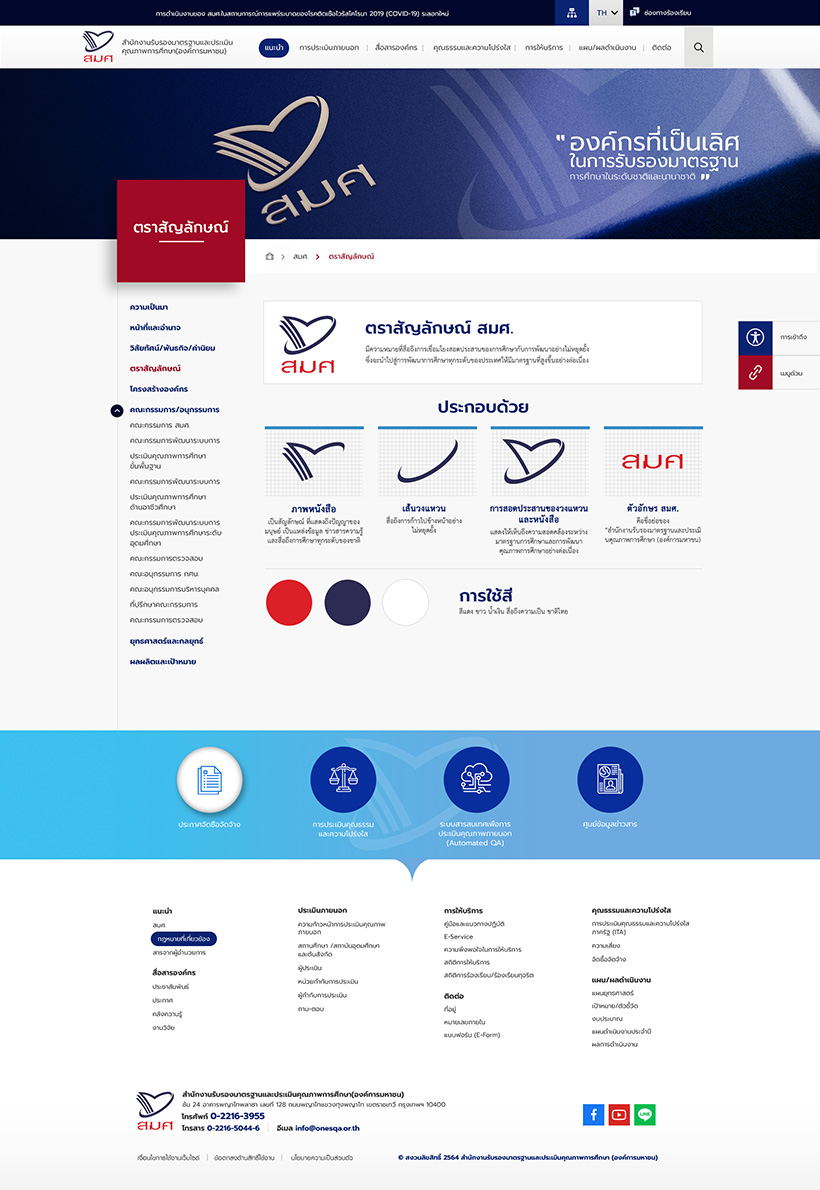 การดำเนินงานของ สมศ.ในสถานการณ์การแพร่ระบาดของโรคติดเชื้อไวรัสโคโรนา 2019 (COVID-19) ระลอกใหม่
TH
ช่องทางร้องเรียน
สมศ
สำนักงานรับรองมาตรฐานและประเมิน
คุณภาพการศึกษา(องค์การมหาชน)
แนะนำ
การประเมินภายนอก
สื่อสารองค์กร
คุณธรรมและความโปร่งใส
การให้บริการ
แผน/ผลดำเนินงาน
ติดต่อ
สมศ
"องค์กรที่เป็นเลิศ
ในการรับรองมาตรฐาน
การศึกษาในระดับชาติและนานาชาติ "
ตราสัญลักษณ์
สมศ.
ตราสัญลักษณ์
ความเป็นมา
หน้าที่และอำนาจ
วิสัยทัศน์/พันธกิจ/ค่านิยม
ตราสัญลักษณ์
โครงสร้างองค์กร
คณะกรรมการ/อนุกรรมการ
คณะกรรมการ สมศ.
คณะกรรมการพัฒนาระบบการ
ประเมินคุณภาพการศึกษา
ขั้นพื้นฐาน
คณะกรรมการพัฒนาระบบการ
ประเมินคุณภาพการศึกษา
ด้านอาชีวศึกษา
คณะกรรมการพัฒนาระบบการ
ประเมินคุณภาพการศึกษาระดับ
อุดมศึกษา
คณะกรรมการตรวจสอบ
คณะอนุกรรมการ กศน.
คณะอนุกรรมการบริหารบุคคล
ที่ปรึกษาคณะกรรมการ
คณะกรรมการตรวจสอบ
ยุทธศาสตร์และกลยุทธ์
ผลผลิตและเป้าหมาย
สมศ
ตราสัญลักษณ์ สมศ.
มีความหมายที่สื่อถึงการเชื่อมโยงสอดประสานของการศึกษากับการพัฒนาอย่างไม่หยุดยั้ง
ซึ่งจะนำไปสู่การพัฒนาการศึกษาทุกระดับของประเทศให้มีมาตรฐานที่สูงขึ้นอย่างต่อเนื่อง
การเข้าถึง
เมนูด่วน
ประกอบด้วย
ภาพหนังสือ
เป็นสัญลักษณ์ ที่แสดงถึงปัญญาของ
มนุษย์ เป็นแหล่งข้อมูล ข่าวสารความรู้
และสื่อถึงการศึกษาทุกระดับของชาติ
เส้นวงแหวน
สื่อถึงการก้าวไปข้างหน้าอย่าง
ไม่หยุดยั้ง
การสอดประสานของวงแหวน
และหนังสือ
แสดงให้เห็นถึงความสอดคล้องระหว่าง
มาตรฐานการศึกษาและการพัฒนา
คุณภาพการศึกษาอย่างต่อเนื่อง
สมศ
ตัวอักษร สมศ.
คือชื่อย่อของ
"สำนักงานรับรองมาตรฐานและประเมิ
นคุณภาพการศึกษา (องค์การมหาชน)
การใช้สี
สีแดง ขาว น้ำเงิน สื่อถึงความเป็น ชาติไทย
ประกาศจัดซื้อจัดจ้าง
การประเมินคุณธรรม
และความโปร่งใส
ระบบสารสนเทศเพื่อการ
ประเมินคุณภาพภายนอก
(Automated QA)
ศูนย์ข้อมูลข่าวสาร
แนะนำ
สมศ.
กฎหมายที่เกี่ยวข้อง
สารจากผู้อำนวยการ
สื่อสารองค์กร
ประชาสัมพันธ์
ประกาศ
คลังความรู้
งานวิจัย
ประเมินภายนอก
ความก้าวหน้าการประเมินคุณภาพ
ภายนอก
สถานศึกษา /สถาบันอุดมศึกษา
และต้นสังกัด
ผู้ประเมิน
หน่วยกำกับการประเมิน
ผู้กำกับการประเมิน
ถาม-ตอบ
การให้บริการ
คู่มือและแนวทางปฏิบัติ
E-Service
ความพึงพอใจในการให้บริการ
สถิติการให้บริการ
สถิติการร้องเรียน/ร้องเรียนทุจริต
ติดต่อ
ที่อยู่
หมายเลขภายใน
แบบฟอร์ม (E-Form)
คุณธรรมและความโปร่งใส
การประเมินคุณธรรมและความโปร่งใส
ภาครัฐ (ITA)
ความเสี่ยง
จัดซื้อจัดจ้าง
แผน/ผลดำเนินงาน
แผนยุทธศาสตร์
เป้าหมาย/ตัวชี้วัด
งบประมาณ
แผนดำเนินงานประจำปี
ผลการดำเนินงาน
สมศ
สำนักงานรับรองมาตรฐานและประเมินคุณภาพการศึกษา(องค์การมหาชน)
ชั้น 24 อาคารพญาไทพลาซา เลขที่ 128 ถนนพญาไทแขวงทุ่งพญาไท เขตราชเทวี กรุงเทพฯ 10400
โทรศัพท์ 0-2216-3955
โทรสาร 0-2216-5044-6
อีเมล info@onesqa.or.th
LINE
เงื่อนไขการใช้งานเว็บไซต์
ข้อตกลงด้านสิทธิใช้งาน
นโยบายความเป็นส่วนตัว
© สงวนลิขสิทธิ์ 2564 สำนักงานรับรองมาตรฐานและประเมินคุณภาพการศึกษา (องค์การมหาชน)